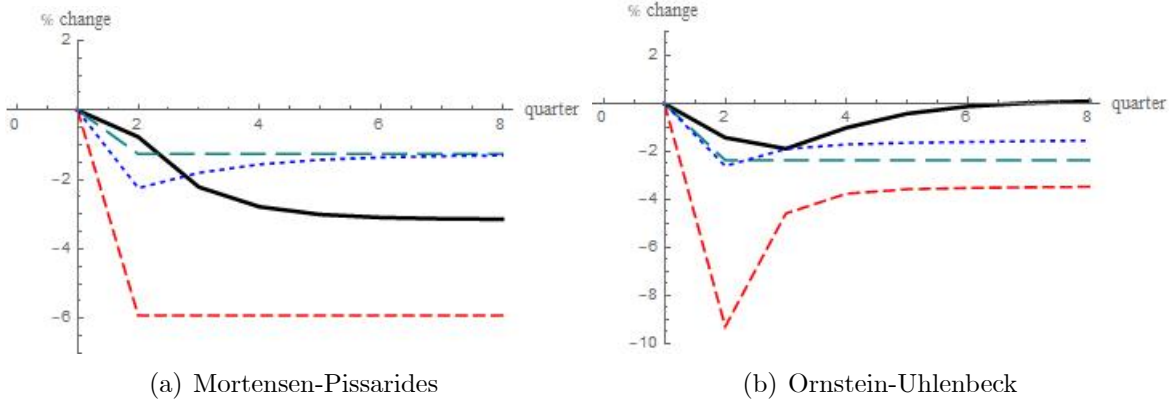 % change
2
0 2 4 6 8 quarter
-2
-4
-6
(a) Mortensen-Pissarides
% change
2
0 2 4 6 8 quarter
-2
-4
-6
-8
-10
(b) Ornstein-Uhlenbeck